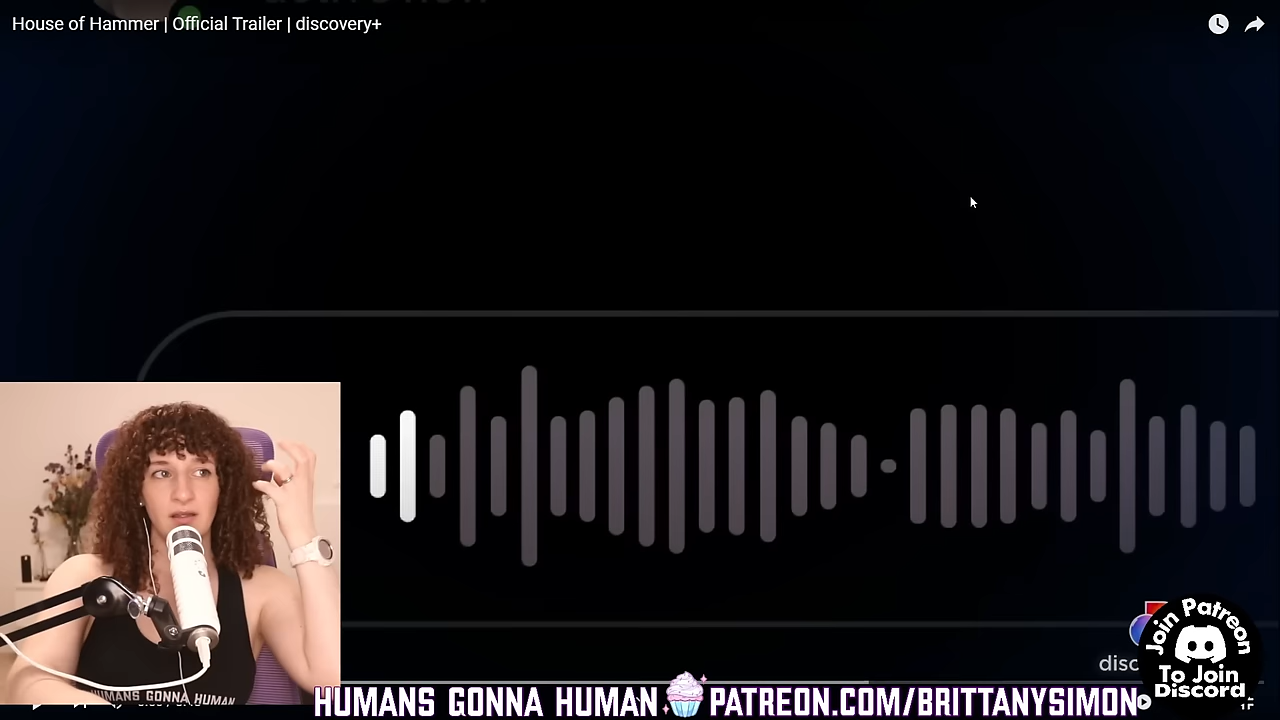 House of Hammer | Official Trailer | discovery+
disc
Join Patreon
To Join
Discord
HUMANS GONNA HUMAN
HUMANS GONNA HUMAN PATREON.COM/BRITTANYSIMON